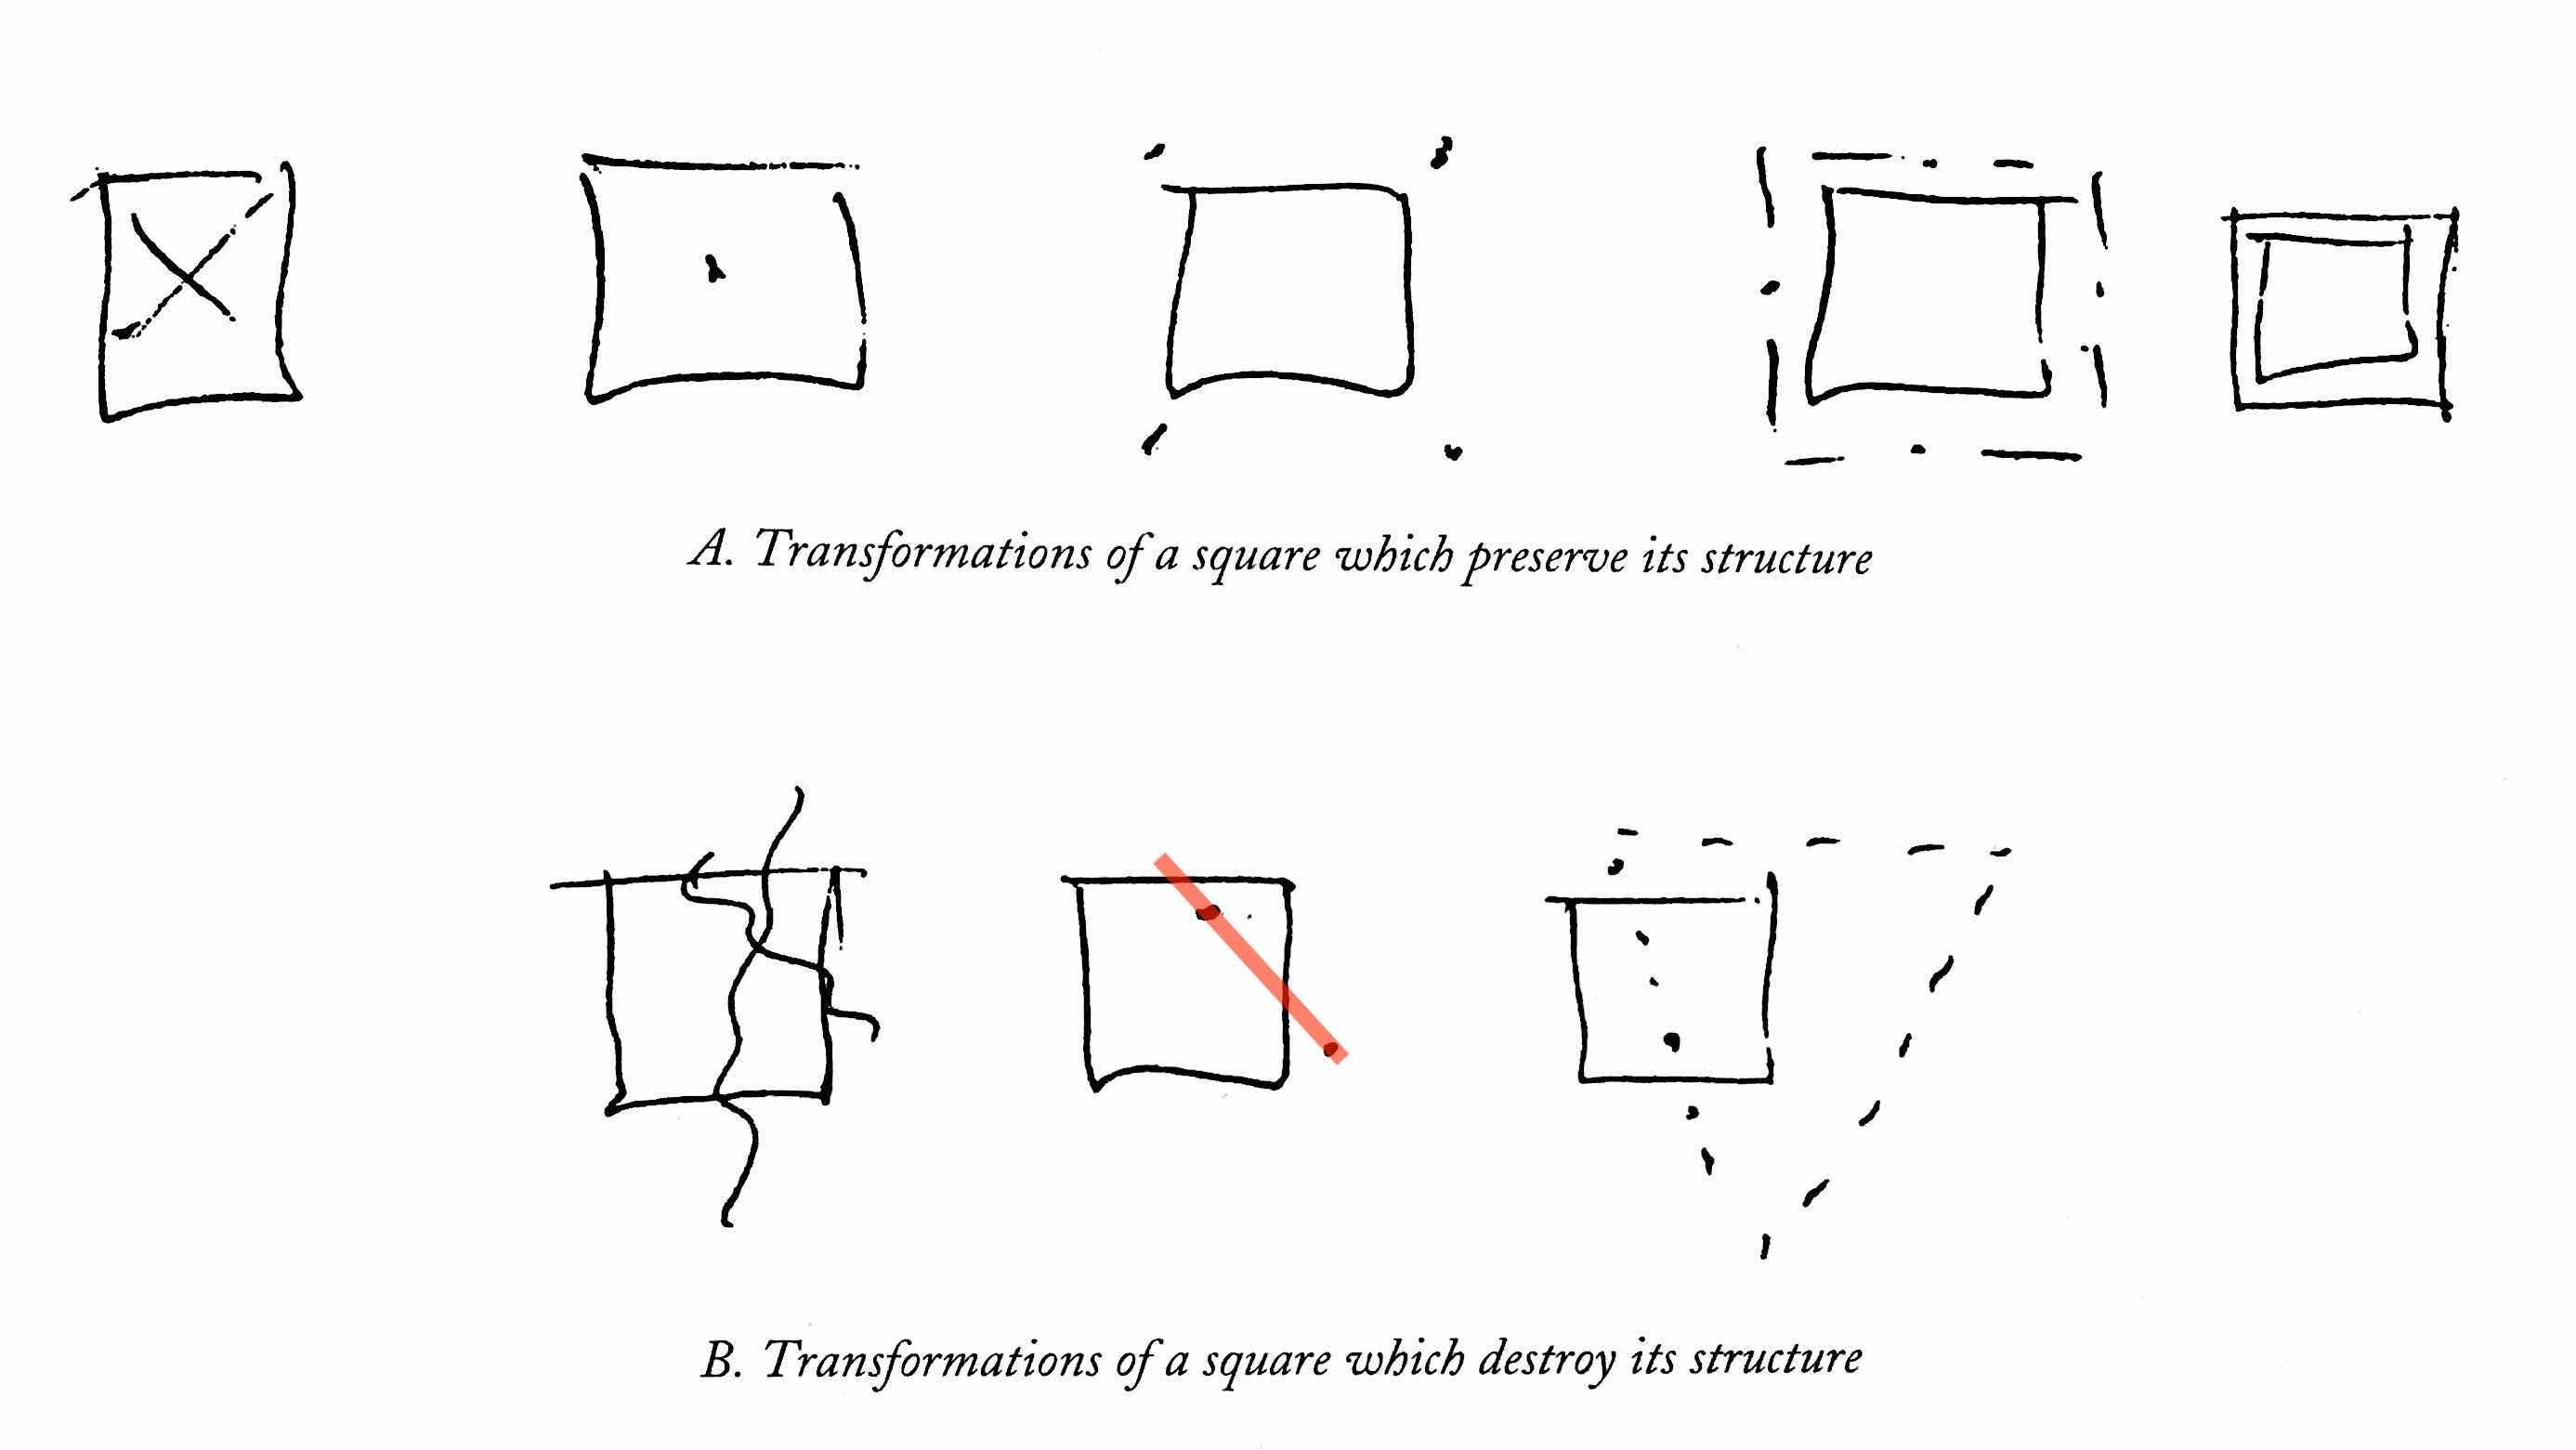 A. Transformations of a square which preserve its structure
B. Transformations of a square which destroy its structure